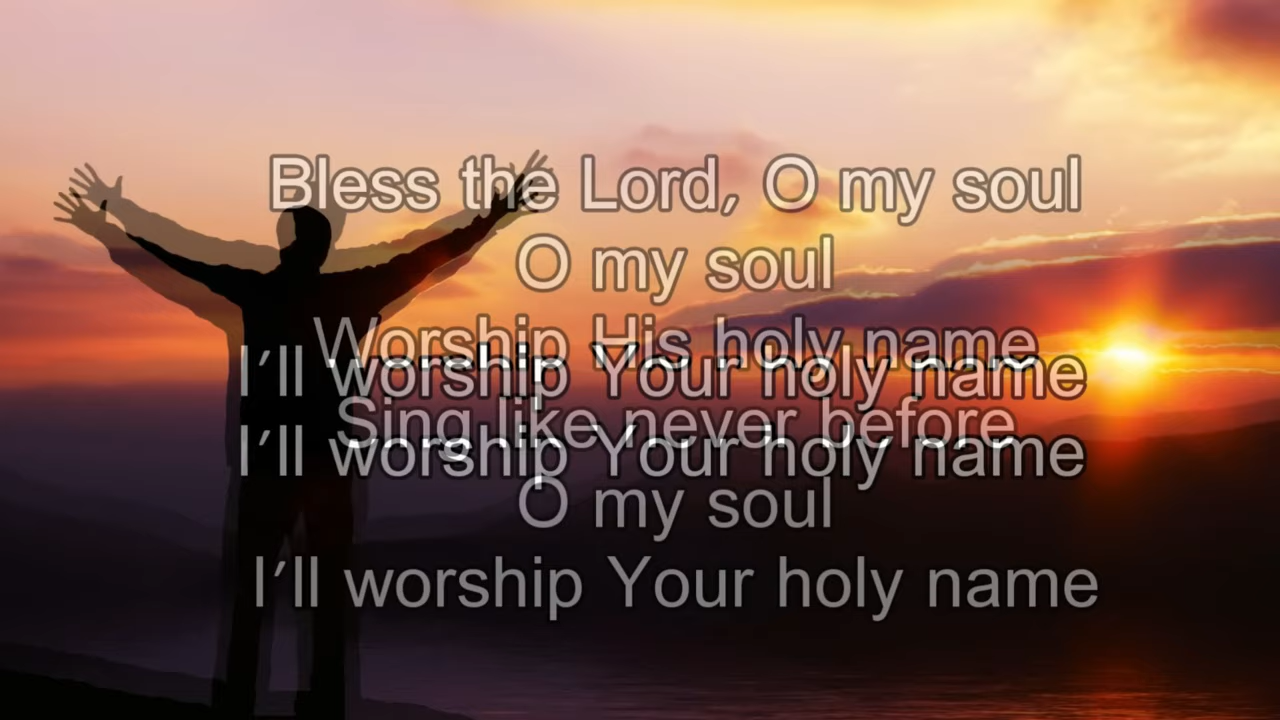 Bless the Lord, O my soul
O my soul
Worship His holy name
I'll worship Your holy name
Sing like never before
I'll worship Your holy name
O my soul
I'll worship Your holy name